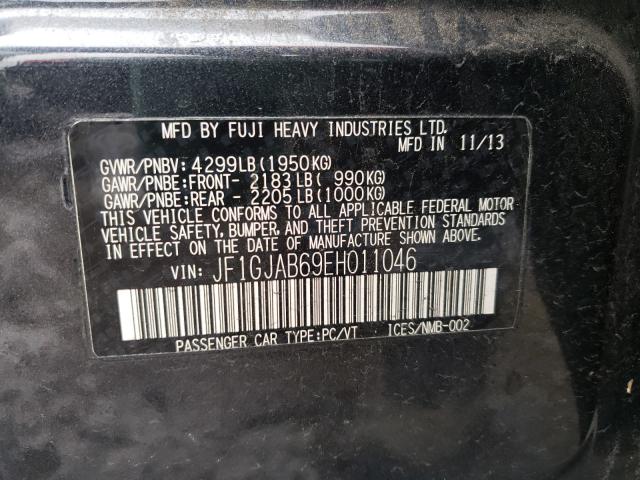 MFD BY FUJI HEAVY INDUSTRIES LTD.
MFD IN 11/13
GVWR/PNBV: 4299LB(1950KG)
GAWR/PNBE:FRONT- 2183LB( 990KG)
GAWR/PNBE:REAR - 2205LB(1000KG)
THIS VEHICLE CONFORMS TO ALL APPLICABLE FEDERAL MOTOR
VEHICLE SAFETY, BUMPER, AND THEFT PREVENTION STANDARDS
IN EFFECT ON THE DATE OF MANUFACTURE SHOWN ABOVE.
VIN: JF1GJAB69EH011046
PASSENGER CAR TYPE:PC/VT ICES/NMB-002